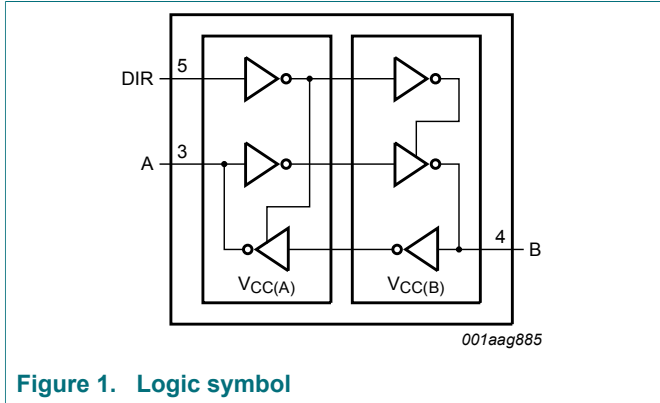 DIR
5
A
3
4
B
VCC(A)
VCC(B)
001aag885
Figure 1. Logic symbol